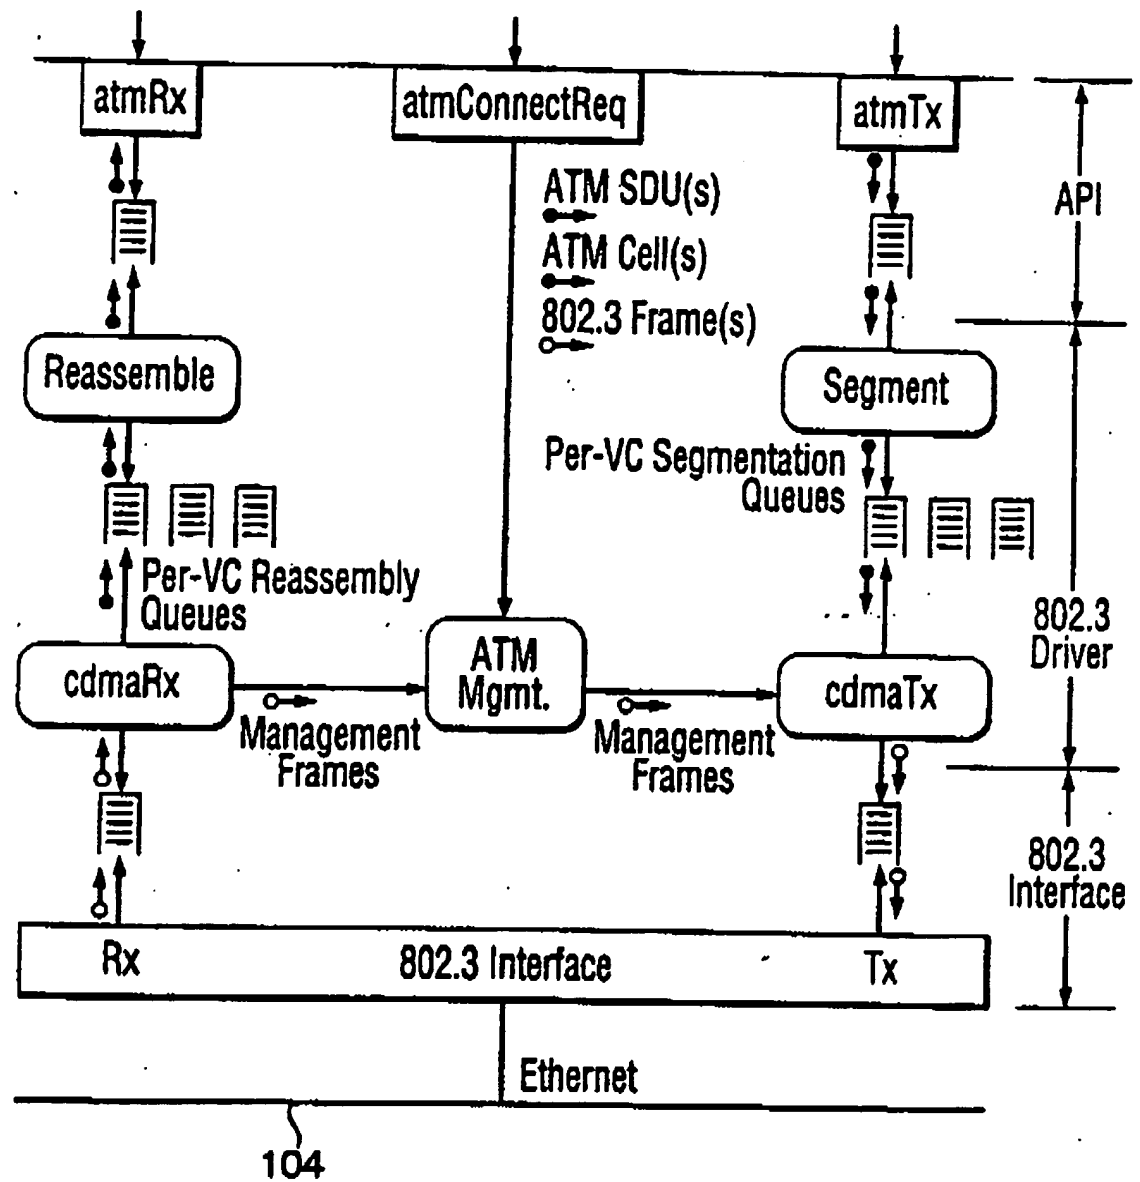 atmRx
atmConnectReq
atmTx
ATM SDU(s)
ATM Cell(s)
802.3 Frame(s)
API
Reassemble
Segment
Per-VC Segmentation
Queues
Per-VC Reassembly
Queues
802.3
Driver
cdmaRx
ATM
Mgmt.
cdmaTx
Management
Frames
Management
Frames
802.3
Interface
Rx
802.3 Interface
Tx
Ethernet
104